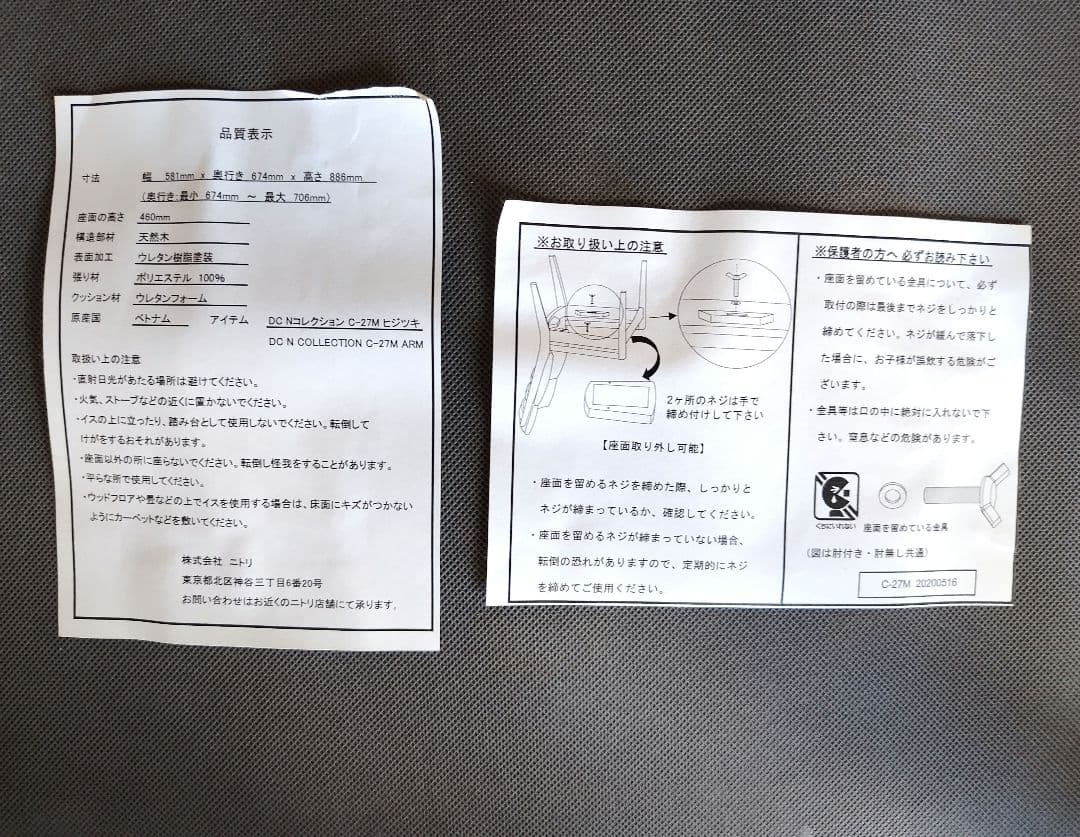 品質表示
寸法 幅 581mm x 奥行き 674mm x 高さ 886mm
(奥行き:最小 674mm ～ 最大 706mm)
座面の高さ 460mm
構造部材 天然木
表面加工 ウレタン樹脂塗装
張り材 ポリエステル 100%
クッション材 ウレタンフォーム
原産国 ベトナム アイテム DC Nコレクション C-27M ヒジツキ
DC N COLLECTION C-27M ARM
取扱い上の注意
・直射日光があたる場所は避けてください。
・火気、ストーブなどの近くに置かないでください。
・イスの上に立ったり、踏み台として使用しないでください。転倒して
けがをするおそれがあります。
・座面以外の所に座らないでください。転倒し怪我をすることがあります。
・平らな所で使用してください。
・ウッドフロアや畳などの上でイスを使用する場合は、床面にキズがつかない
ようにカーペットなどを敷いてください。
株式会社 ニトリ
東京都北区神谷三丁目6番20号
お問い合わせはお近くのニトリ店舗にて承ります。
※お取り扱い上の注意
2ヶ所のネジは手で
締め付けして下さい
【座面取り外し可能】
・座面を留めるネジを締めた際、しっかりと
ネジが締まっているか、確認してください。
・座面を留めるネジが締まっていない場合、
転倒の恐れがありますので、定期的にネジ
を締めてご使用ください。
※保護者の方へ 必ずお読み下さい
・座面を留めている金具について、必ず
取付の際は最後までネジをしっかりと
締めてください。ネジが緩んで落下し
た場合に、お子様が誤飲する危険がご
ざいます。
・金具等は口の中に絶対に入れないで下
さい。窒息などの危険があります。
くちにいれない 座面を留めている金具
(図は肘付き・肘無し共通)
C-27M 20200516